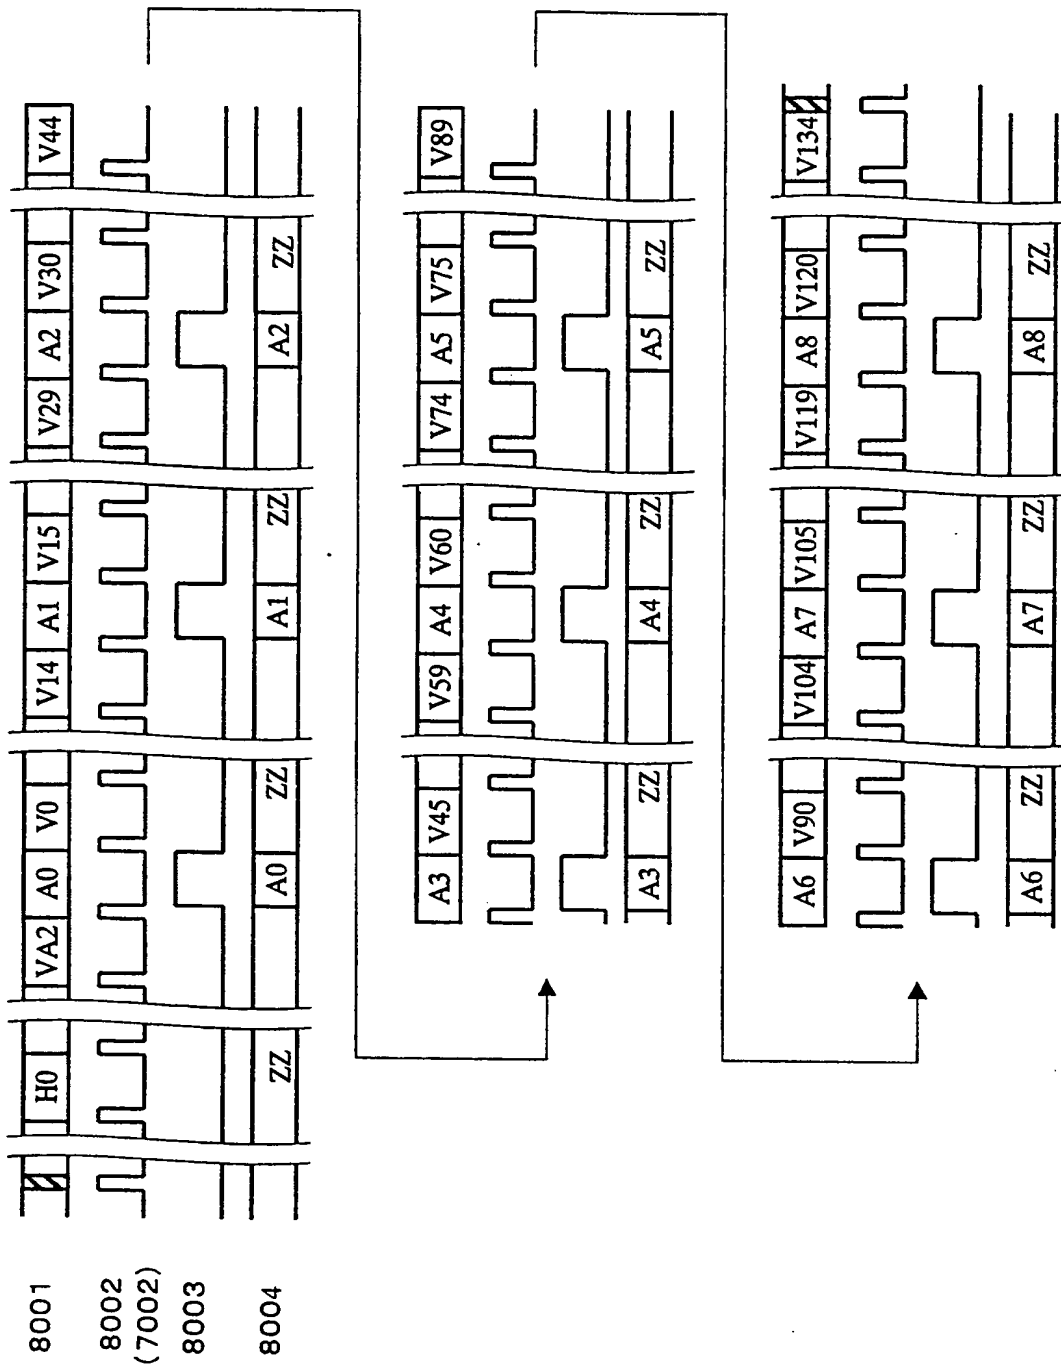 8001 H0 VA2 A0 V0 V14 A1 V15 V29 A2 V30 V44
8002
(7002)
8003
8004 ZZ A0 ZZ A1 ZZ A2 ZZ
A3 V45 V59 A4 V60 V74 A5 V75 V89
A3 ZZ A4 ZZ A5 ZZ
A6 V90 V104 A7 V105 V119 A8 V120 V134
A6 ZZ A7 ZZ A8 ZZ